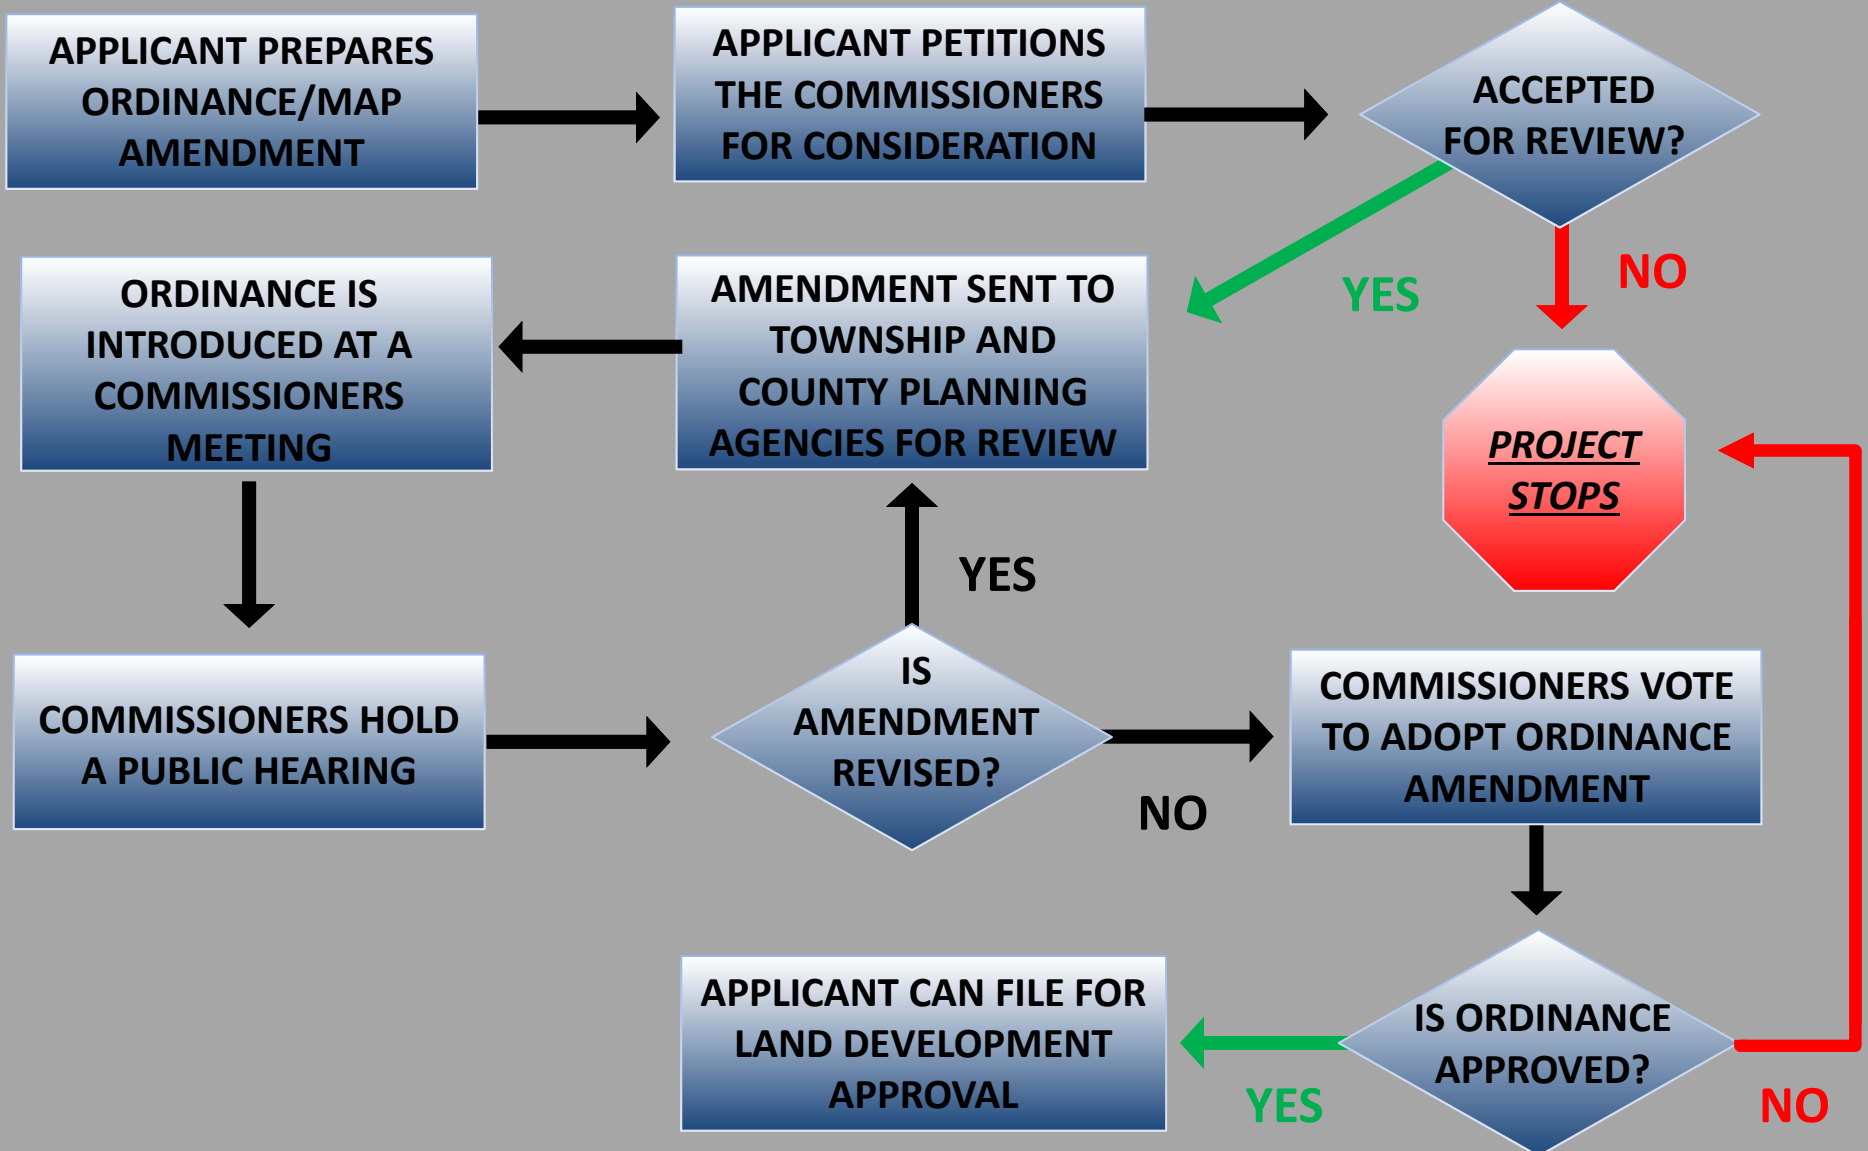 APPLICANT PREPARES
ORDINANCE/MAP
AMENDMENT
APPLICANT PETITIONS
THE COMMISSIONERS
FOR CONSIDERATION
ACCEPTED
FOR REVIEW?
YES
NO
ORDINANCE IS
INTRODUCED AT A
COMMISSIONERS
MEETING
AMENDMENT SENT TO
TOWNSHIP AND
COUNTY PLANNING
AGENCIES FOR REVIEW
PROJECT
STOPS
YES
COMMISSIONERS HOLD
A PUBLIC HEARING
IS
AMENDMENT
REVISED?
NO
COMMISSIONERS VOTE
TO ADOPT ORDINANCE
AMENDMENT
APPLICANT CAN FILE FOR
LAND DEVELOPMENT
APPROVAL
YES
IS ORDINANCE
APPROVED?
NO